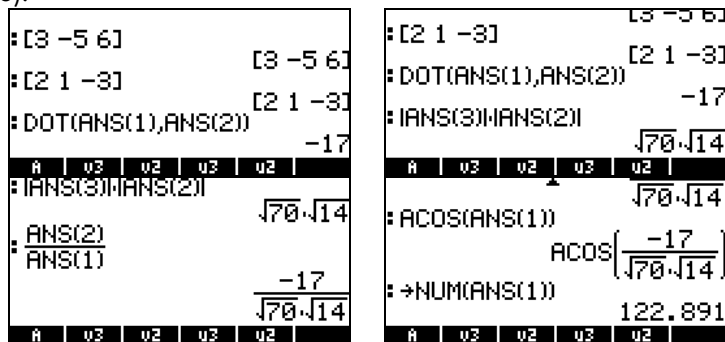 :[3 -5 6]
[3 -5 6]
:[2 1 -3]
[2 1 -3]
:DOT(ANS(1),ANS(2))
-17
A v3 v2 v3 v2
[3 -5 6]
:[2 1 -3]
[2 1 -3]
:DOT(ANS(1),ANS(2))
-17
:|ANS(3)|·|ANS(2)|
√70·√14
A v3 v2 v3 v2
:|ANS(3)|·|ANS(2)|
√70·√14
:ANS(2)
ANS(1)
-17
√70·√14
A v3 v2 v3 v2
√70·√14
:ACOS(ANS(1))
ACOS(-17
√70·√14)
:→NUM(ANS(1))
122.891
A v3 v2 v3 v2